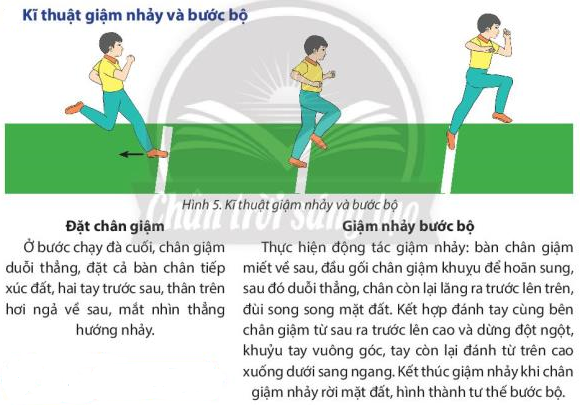 Kĩ thuật giậm nhảy và bước bộ
Hình 5. Kĩ thuật giậm nhảy và bước bộ
Chân trời sáng tạo
Đặt chân giậm
Ở bước chạy đà cuối, chân giậm
duỗi thẳng, đặt cả bàn chân tiếp
xúc đất, hai tay trước sau, thân trên
hơi ngả về sau, mắt nhìn thẳng
hướng nhảy.
Giậm nhảy bước bộ
Thực hiện động tác giậm nhảy: bàn chân giậm
miết về sau, đầu gối chân giậm khuỵu để hoãn sung,
sau đó duỗi thẳng, chân còn lại lăng ra trước lên trên,
đùi song song mặt đất. Kết hợp đánh tay cùng bên
chân giậm từ sau ra trước lên cao và dừng đột ngột,
khuỷu tay vuông góc, tay còn lại đánh từ trên cao
xuống dưới sang ngang. Kết thúc giậm nhảy khi chân
giậm nhảy rời mặt đất, hình thành tư thế bước bộ.